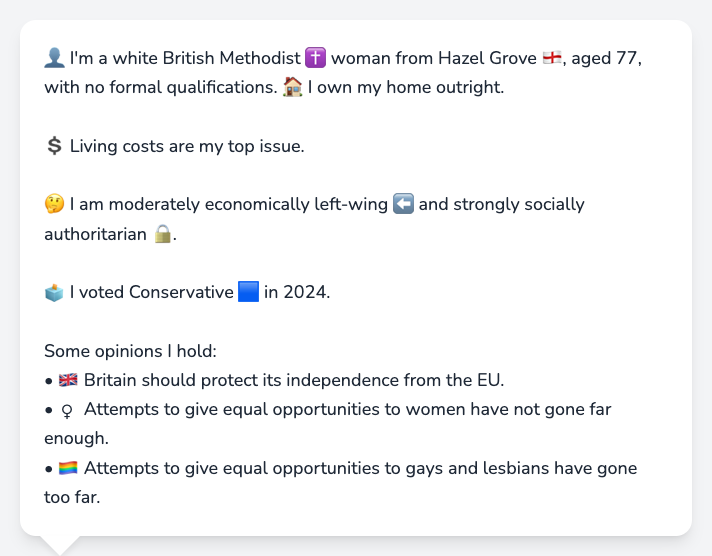 👤 I'm a white British Methodist ✝️ woman from Hazel Grove 🏴󠁧󠁢󠁥󠁮󠁧󠁿, aged 77,
with no formal qualifications. 🏠 I own my home outright.
💲 Living costs are my top issue.
🤔 I am moderately economically left-wing ⬅️ and strongly socially
authoritarian 🔒.
🗳️ I voted Conservative 🟦 in 2024.
Some opinions I hold:
• 🇬🇧 Britain should protect its independence from the EU.
• ♀ Attempts to give equal opportunities to women have not gone far
enough.
• 🏳️‍🌈 Attempts to give equal opportunities to gays and lesbians have gone
too far.